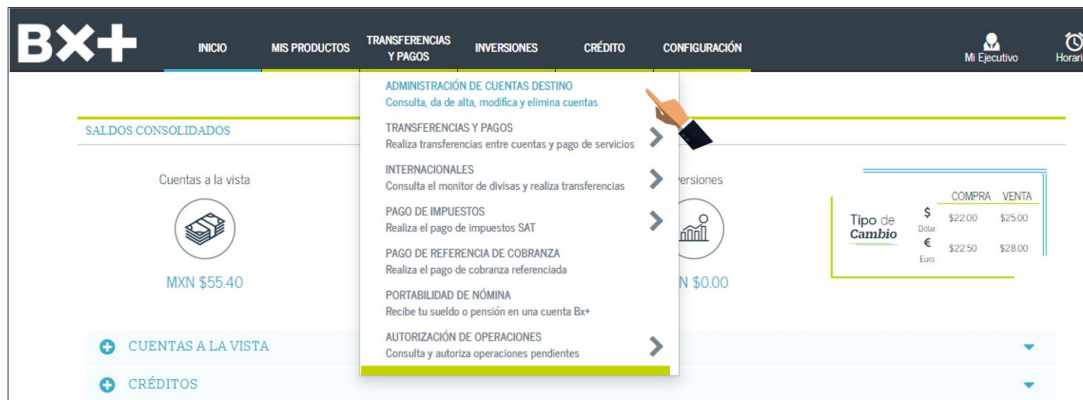 BX+
INICIO
MIS PRODUCTOS
TRANSFERENCIAS
Y PAGOS
INVERSIONES
CRÉDITO
CONFIGURACIÓN
Mi Ejecutivo
ADMINISTRACIÓN DE CUENTAS DESTINO
Consulta, da de alta, modifica y elimina cuentas
TRANSFERENCIAS Y PAGOS
Realiza transferencias entre cuentas y pago de servicios
INTERNACIONALES
Consulta el monitor de divisas y realiza transferencias
PAGO DE IMPUESTOS
Realiza el pago de impuestos SAT
PAGO DE REFERENCIA DE COBRANZA
Realiza el pago de cobranza referenciada
PORTABILIDAD DE NÓMINA
Recibe tu sueldo o pensión en una cuenta Bx+
AUTORIZACIÓN DE OPERACIONES
Consulta y autoriza operaciones pendientes
SALDOS CONSOLIDADOS
Cuentas a la vista
MXN $55.40
$0.00
Tipo de
Cambio
COMPRA VENTA
$ $22.00 $25.00
Dólar
€ $22.50 $28.00
Euro
CUENTAS A LA VISTA
CRÉDITOS